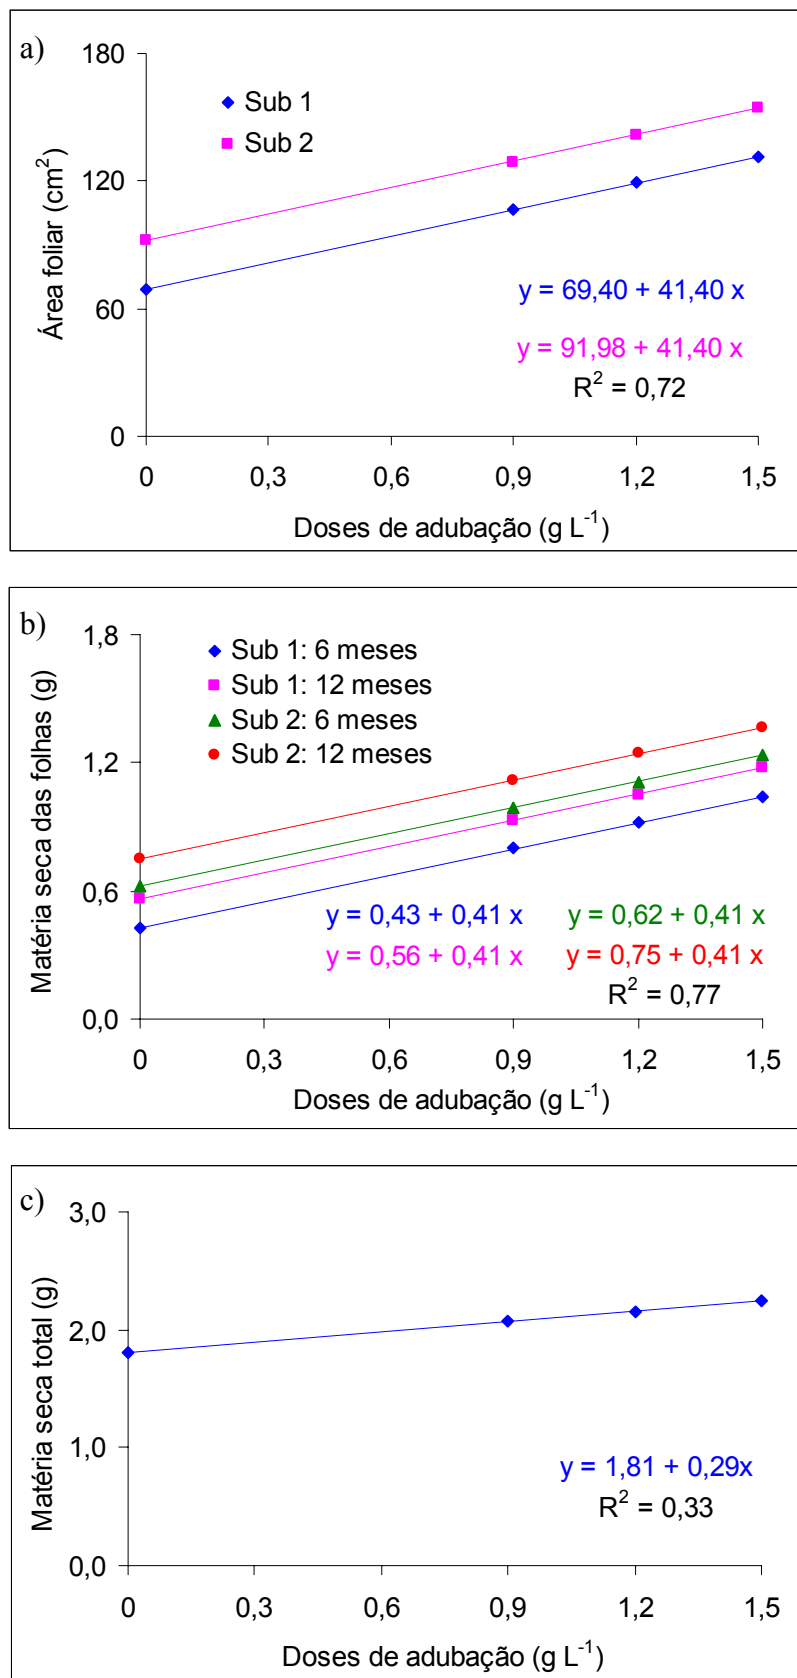 a)
180
120
60
0
Área foliar (cm²)
Sub 1
Sub 2
y = 69,40 + 41,40 x
y = 91,98 + 41,40 x
R² = 0,72
0 0,3 0,6 0,9 1,2 1,5
Doses de adubação (g L⁻¹)
b)
1,8
1,2
0,6
0,0
Matéria seca das folhas (g)
Sub 1: 6 meses
Sub 1: 12 meses
Sub 2: 6 meses
Sub 2: 12 meses
y = 0,43 + 0,41 x y = 0,62 + 0,41 x
y = 0,56 + 0,41 x y = 0,75 + 0,41 x
R² = 0,77
0 0,3 0,6 0,9 1,2 1,5
Doses de adubação (g L⁻¹)
c)
3,0
2,0
1,0
0,0
Matéria seca total (g)
y = 1,81 + 0,29x
R² = 0,33
0 0,3 0,6 0,9 1,2 1,5
Doses de adubação (g L⁻¹)